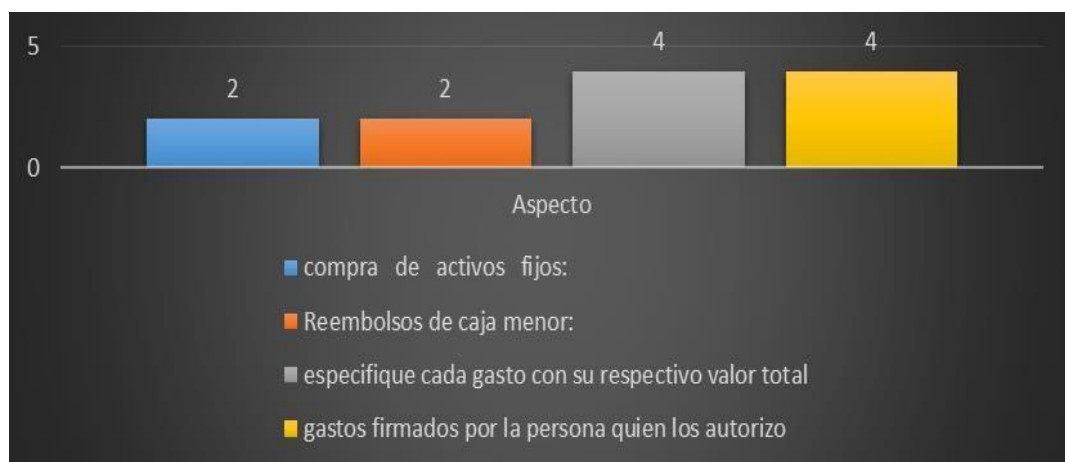 5
4 4
2 2
0
Aspecto
compra de activos fijos:
Reembolsos de caja menor:
especifique cada gasto con su respectivo valor total
gastos firmados por la persona quien los autorizo